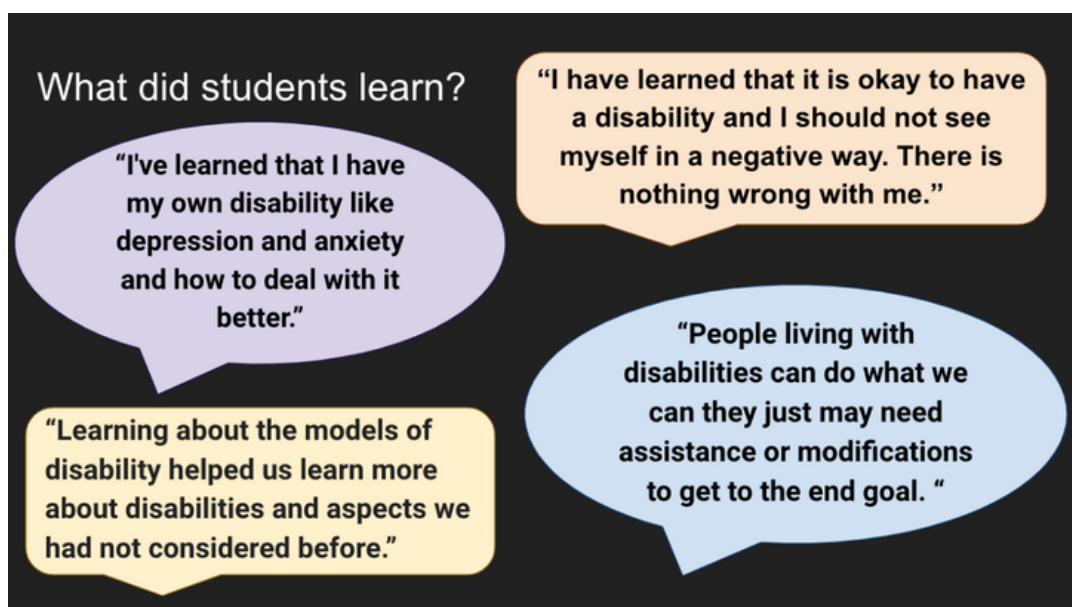 What did students learn?
“I have learned that it is okay to have
a disability and I should not see
myself in a negative way. There is
nothing wrong with me.”
“I've learned that I have
my own disability like
depression and anxiety
and how to deal with it
better.”
“People living with
disabilities can do what we
can they just may need
assistance or modifications
to get to the end goal. “
“Learning about the models of
disability helped us learn more
about disabilities and aspects we
had not considered before.”